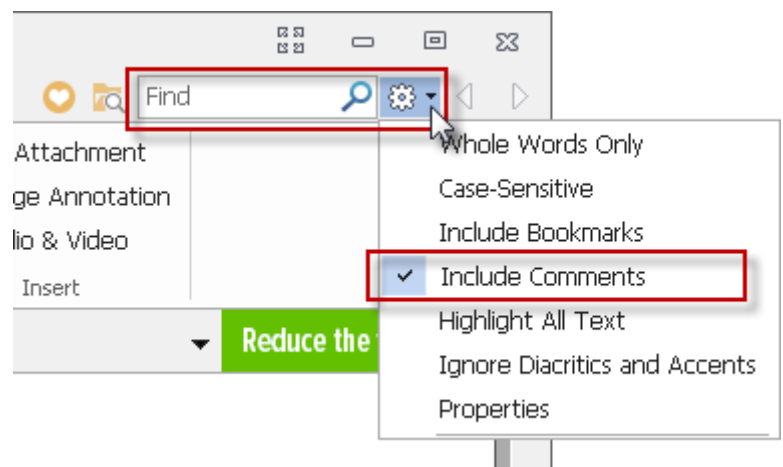 Find
Attachment
ge Annotation
lio & Video
Insert
Reduce the
Whole Words Only
Case-Sensitive
Include Bookmarks
Include Comments
Highlight All Text
Ignore Diacritics and Accents
Properties